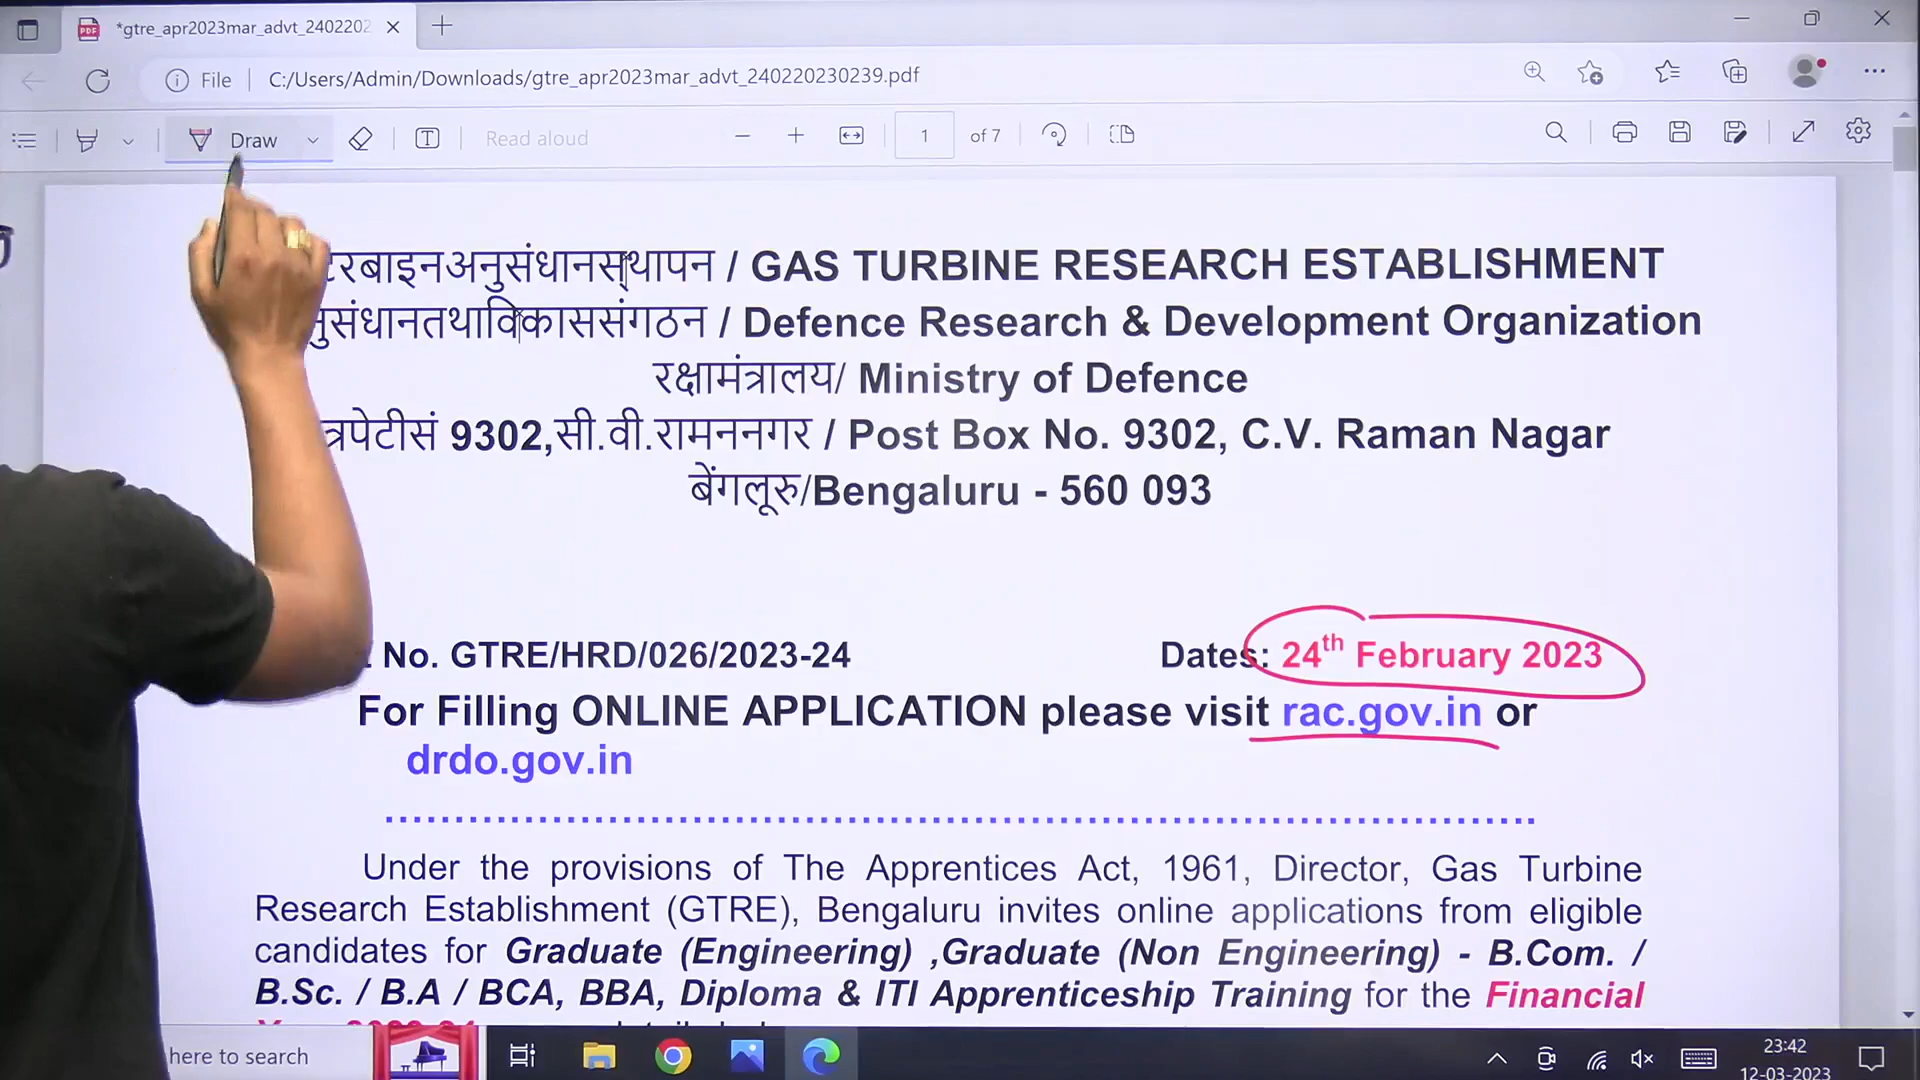 *gtre_apr2023mar_advt_2402202
File
C:/Users/Admin/Downloads/gtre_apr2023mar_advt_240220230239.pdf
Draw
Read aloud
1
of 7
टरबाइनअनुसंधानस्थापन / GAS TURBINE RESEARCH ESTABLISHMENT
नुसंधानतथाविकाससंगठन / Defence Research & Development Organization
रक्षामंत्रालय/ Ministry of Defence
त्रपेटीसं 9302,सी.वी.रामननगर / Post Box No. 9302, C.V. Raman Nagar
बेंगलूरु/Bengaluru - 560 093
. No. GTRE/HRD/026/2023-24 Dates: 24th February 2023
For Filling ONLINE APPLICATION please visit rac.gov.in or
drdo.gov.in
Under the provisions of The Apprentices Act, 1961, Director, Gas Turbine
Research Establishment (GTRE), Bengaluru invites online applications from eligible
candidates for Graduate (Engineering) ,Graduate (Non Engineering) - B.Com. /
B.Sc. / B.A / BCA, BBA, Diploma & ITI Apprenticeship Training for the Financial
here to search
23:42
12-03-2023